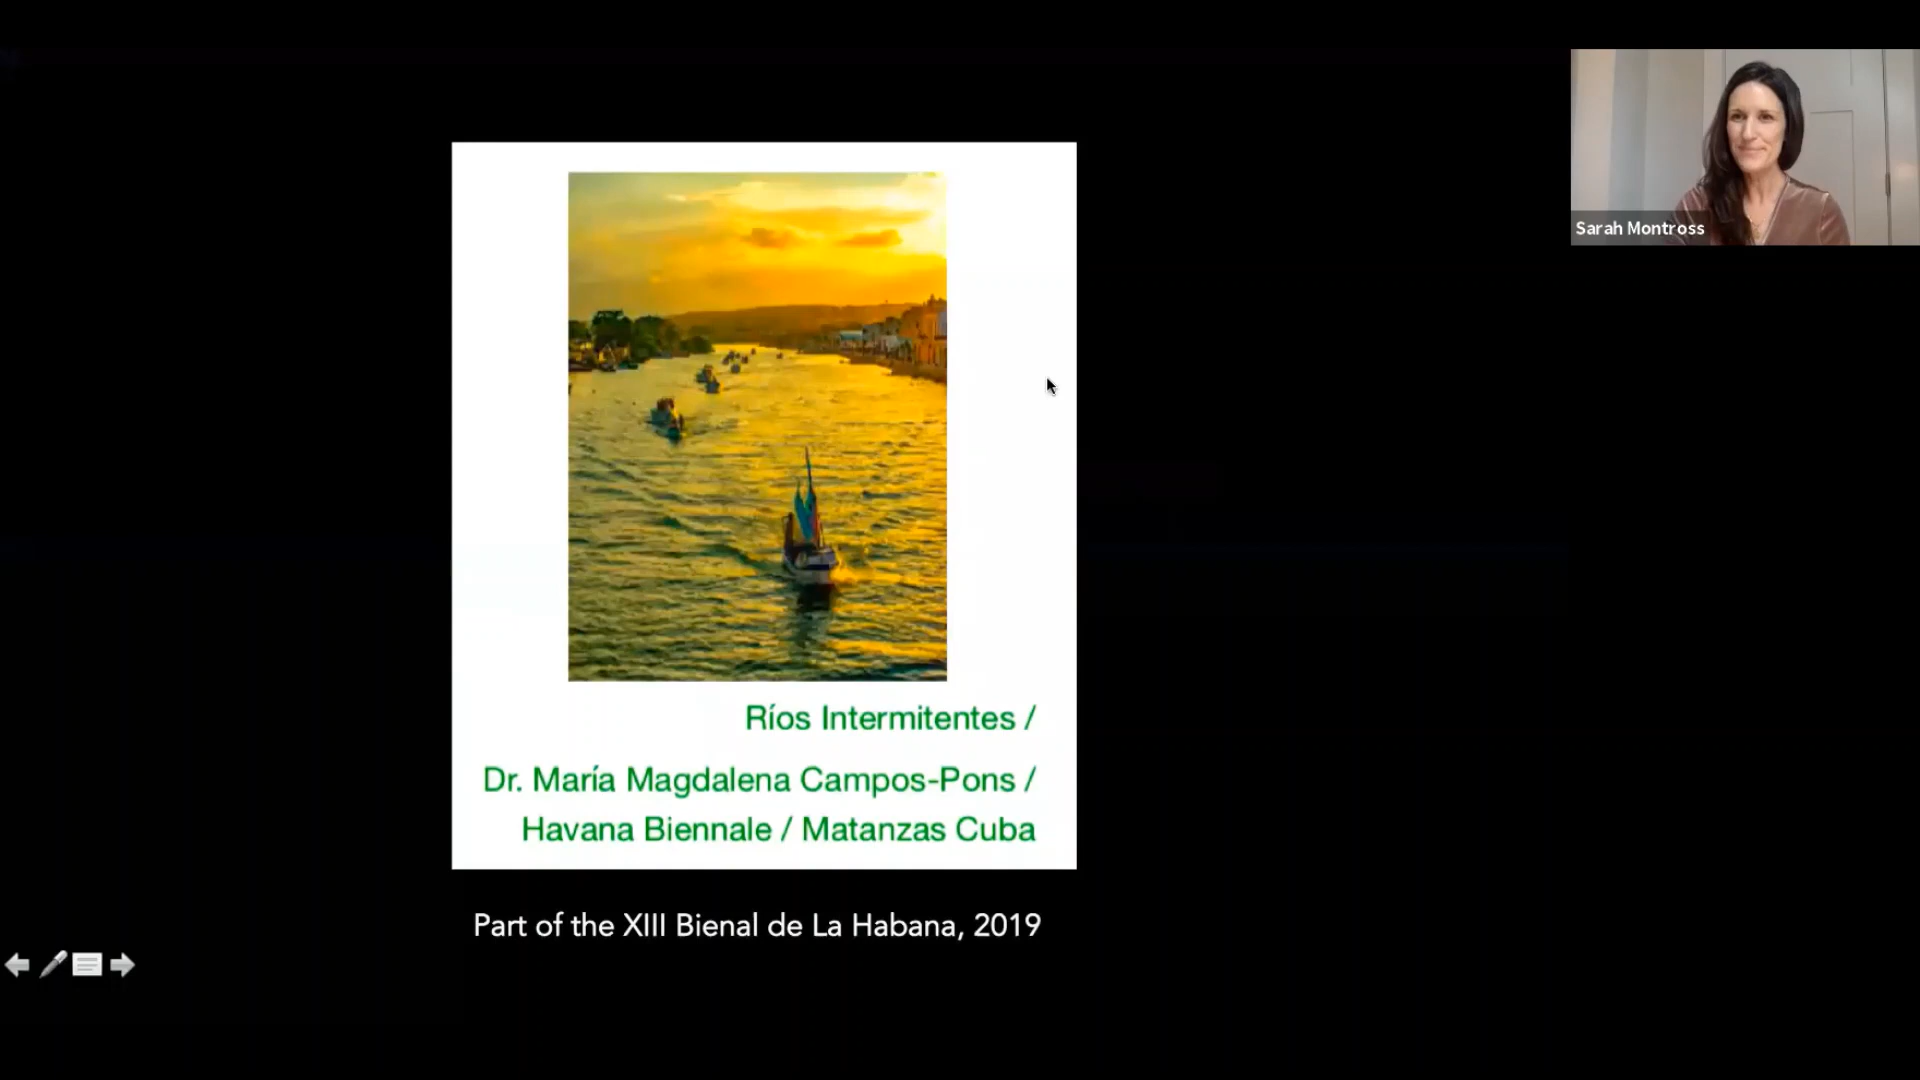 Sarah Montross
Ríos Intermitentes /
Dr. María Magdalena Campos-Pons /
Havana Biennale / Matanzas Cuba
Part of the XIII Bienal de La Habana, 2019